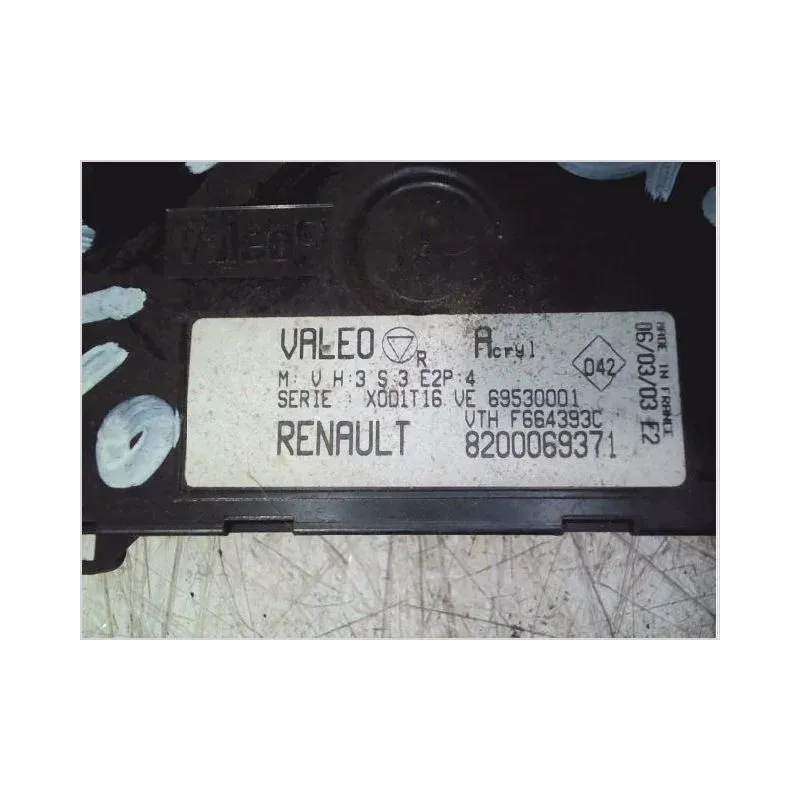 Valeo
VALEO R Acryl
M: V H:3 S:3 E2P:4
SERIE : X001T16 VE 69530001
VTH F664393C
RENAULT 8200069371
042
MADE IN FRANCE
06/03/03 E2